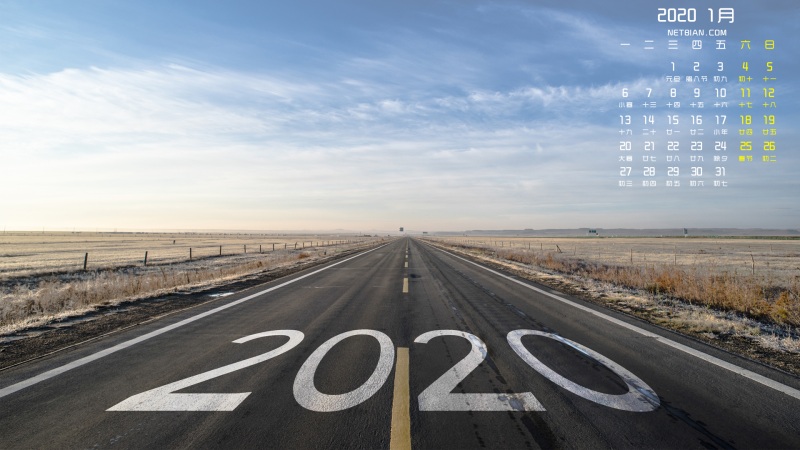 2020 1月
NETBIAN.COM
一 二 三 四 五 六 日
1 2 3 4 5
元旦 腊八节 初九 初十 十一
6 7 8 9 10 11 12
小寒 十三 十四 十五 十六 十七 十八
13 14 15 16 17 18 19
十九 二十 廿一 廿二 小年 廿四 廿五
20 21 22 23 24 25 26
大寒 廿七 廿八 廿九 除夕 春节 初二
27 28 29 30 31
初三 初四 初五 初六 初七
2020